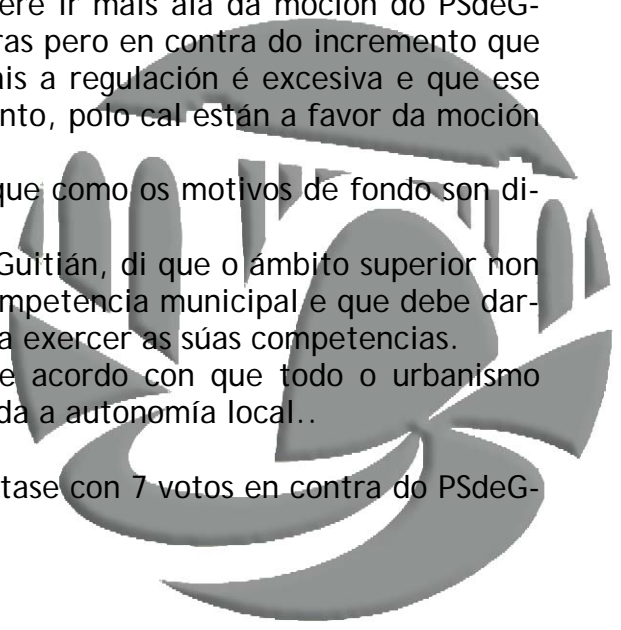 ere ir máis alá da moción do PSdeG-
ras pero en contra do incremento que
ais a regulación é excesiva e que ese
nto, polo cal están a favor da moción
que como os motivos de fondo son di-
Guitián, di que o ámbito superior non
mpetencia municipal e que debe dar-
a exercer as súas competencias.
e acordo con que todo o urbanismo
da a autonomía local..
tase con 7 votos en contra do PSdeG-